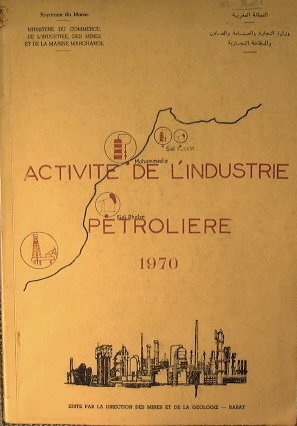 Royaume du Maroc
MINISTERE DU COMMERCE,
DE L'INDUSTRIE, DES MINES
ET DE LA MARINE MARCHANDE
المملكة المغربية
وزارة التجارة والصناعة والمعادن
والملاحة التجارية
Sidi
Mohammedia
ACTIVITE DE L'INDUSTRIE
Sidi Rhalem
PETROLIERE
1970
EDITE PAR LA DIRECTION DES MINES ET DE LA GEOLOGIE — RABAT